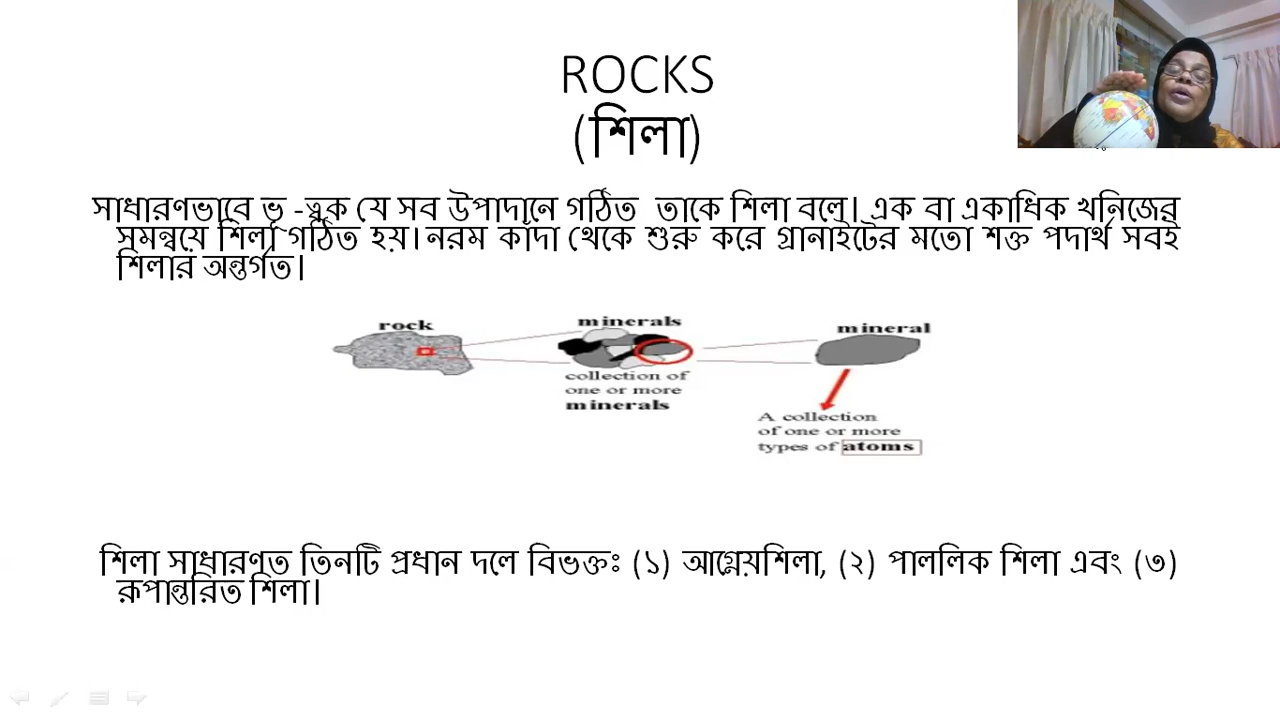 ROCKS
(শিলা)
সাধারণভাবে ভূ -ত্বক যে সব উপাদানে গঠিত তাকে শিলা বলে। এক বা একাধিক খনিজের
সমন্বয়ে শিলা গঠিত হয়। নরম কাঁদা থেকে শুরু করে গ্রানাইটের মতো শক্ত পদার্থ সবই
শিলার অন্তর্গত।
rock
minerals
mineral
collection of
one or more
minerals
A collection
of one or more
types of atoms
শিলা সাধারণত তিনটি প্রধান দলে বিভক্তঃ (১) আগ্নেয়শিলা, (২) পাললিক শিলা এবং (৩)
রূপান্তরিত শিলা।